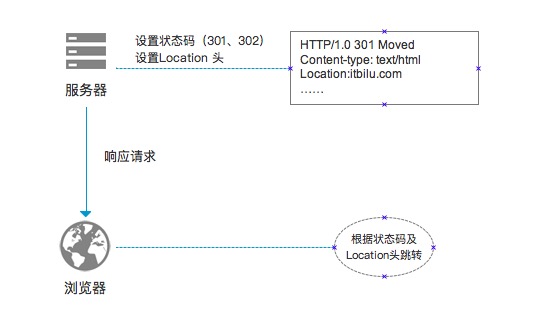 设置状态码（301、302）
设置Location 头
HTTP/1.0 301 Moved
Content-type: text/html
Location:itbilu.com
……
服务器
响应请求
根据状态码及
Location头跳转
浏览器